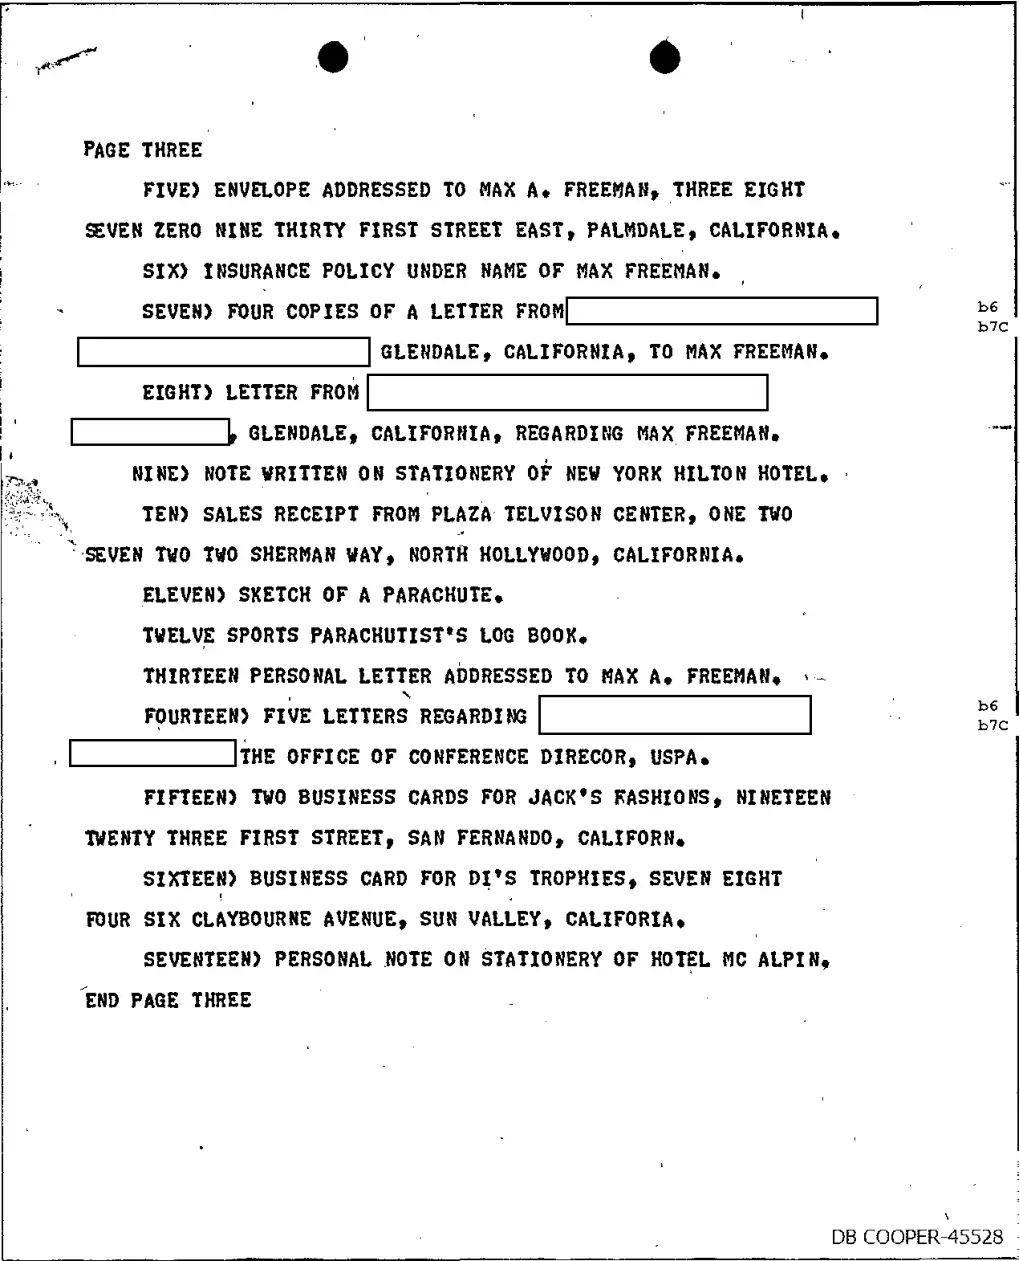 PAGE THREE
FIVE) ENVELOPE ADDRESSED TO MAX A. FREEMAN, THREE EIGHT
SEVEN ZERO NINE THIRTY FIRST STREET EAST, PALMDALE, CALIFORNIA.
SIX) INSURANCE POLICY UNDER NAME OF MAX FREEMAN.
SEVEN) FOUR COPIES OF A LETTER FROM
b6
b7C
GLENDALE, CALIFORNIA, TO MAX FREEMAN.
EIGHT) LETTER FROM
, GLENDALE, CALIFORNIA, REGARDING MAX FREEMAN.
NINE) NOTE WRITTEN ON STATIONERY OF NEW YORK HILTON HOTEL.
TEN) SALES RECEIPT FROM PLAZA TELVISON CENTER, ONE TWO
SEVEN TWO TWO SHERMAN WAY, NORTH HOLLYWOOD, CALIFORNIA.
ELEVEN) SKETCH OF A PARACHUTE.
TWELVE SPORTS PARACHUTIST'S LOG BOOK.
THIRTEEN PERSONAL LETTER ADDRESSED TO MAX A. FREEMAN.
FOURTEEN) FIVE LETTERS REGARDING
b6
b7C
THE OFFICE OF CONFERENCE DIRECOR, USPA.
FIFTEEN) TWO BUSINESS CARDS FOR JACK'S FASHIONS, NINETEEN
TWENTY THREE FIRST STREET, SAN FERNANDO, CALIFORN.
SIXTEEN) BUSINESS CARD FOR DI'S TROPHIES, SEVEN EIGHT
FOUR SIX CLAYBOURNE AVENUE, SUN VALLEY, CALIFORIA.
SEVENTEEN) PERSONAL NOTE ON STATIONERY OF HOTEL MC ALPIN,
END PAGE THREE
DB COOPER-45528